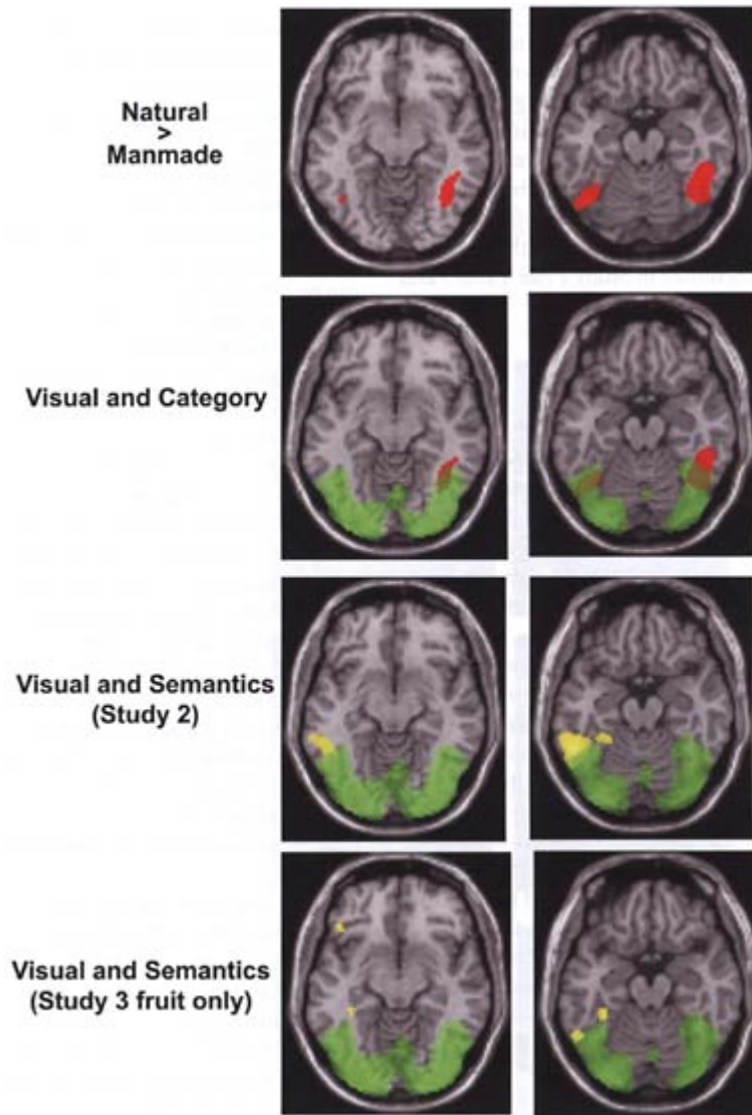 Natural
>
Manmade
Visual and Category
Visual and Semantics
(Study 2)
Visual and Semantics
(Study 3 fruit only)